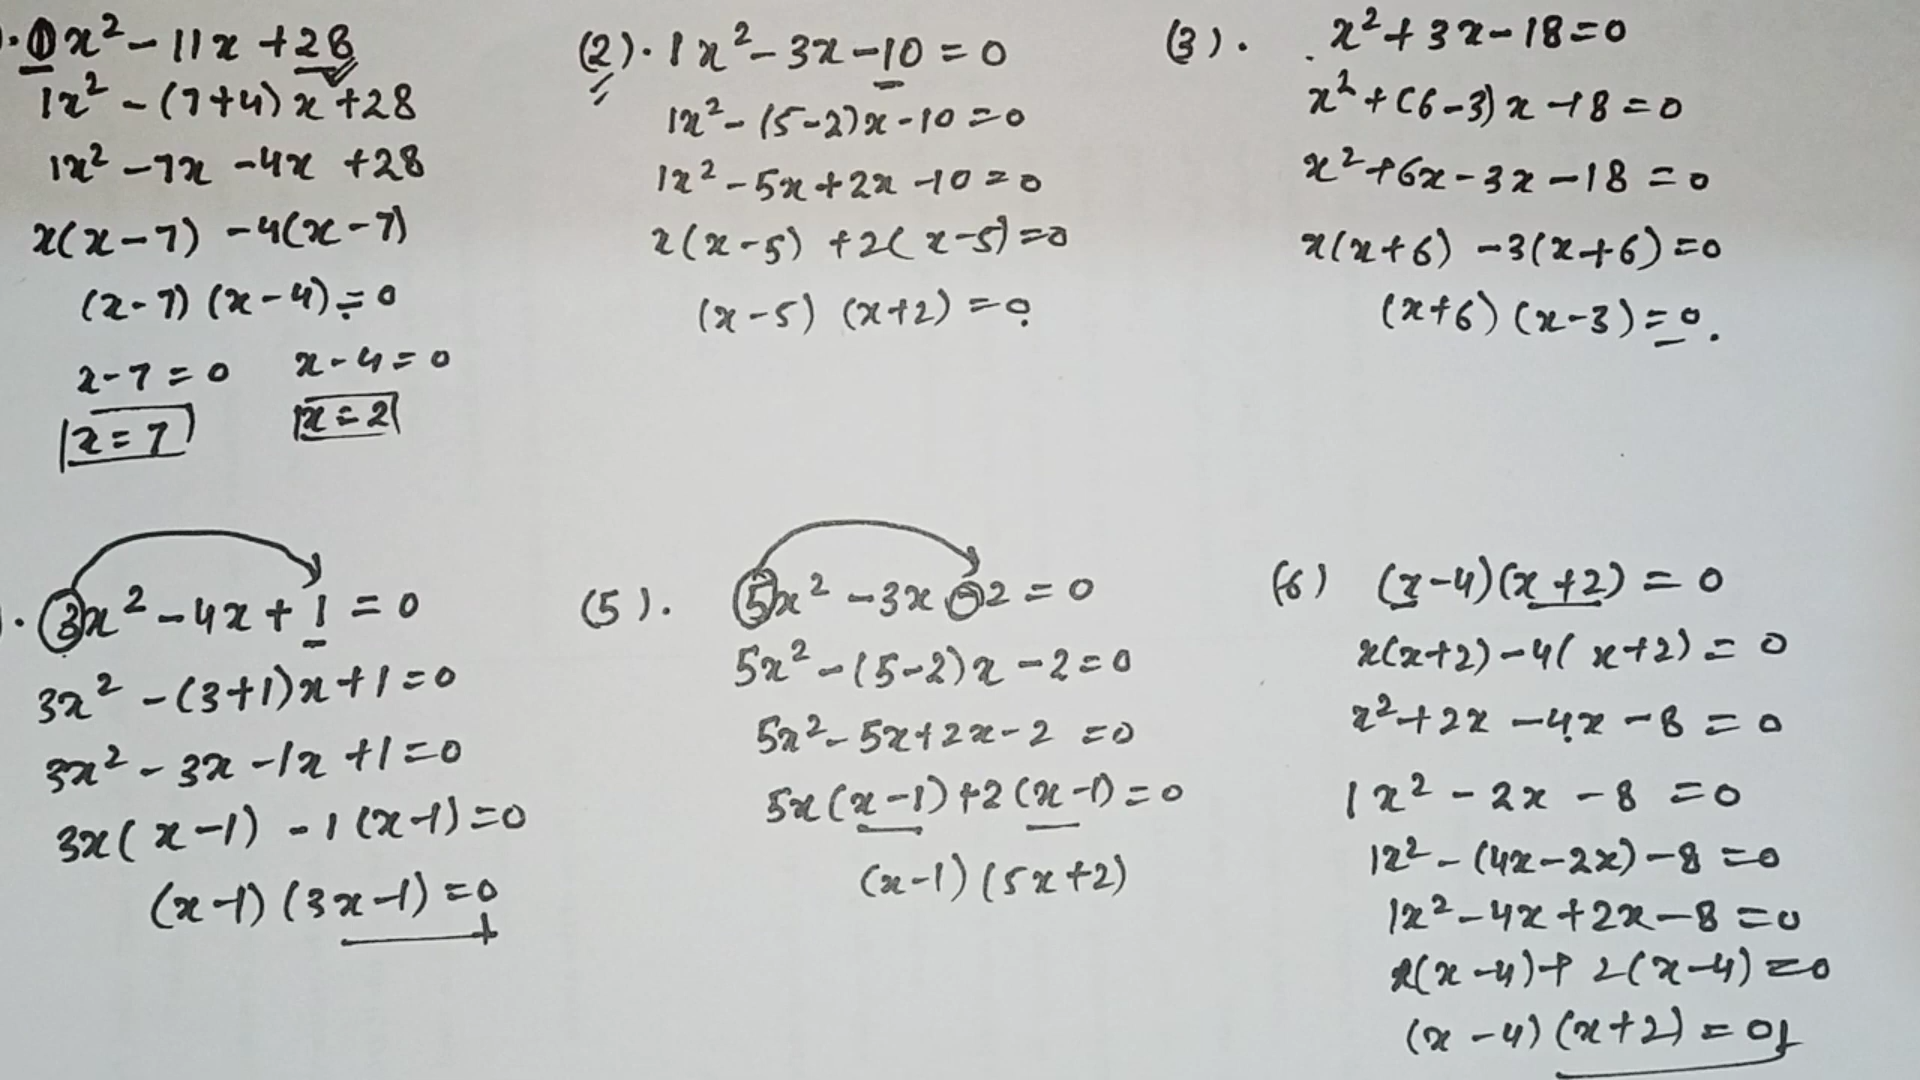 1x² - 11x + 28
1x² - (7+4)x + 28
1x² - 7x - 4x + 28
x(x-7) - 4(x-7)
(x-7) (x-4) = 0
x-7 = 0 x-4 = 0
x = 7 x = 2
(2). 1x² - 3x - 10 = 0
1x² - (5-2)x - 10 = 0
1x² - 5x + 2x - 10 = 0
x(x-5) + 2(x-5) = 0
(x-5) (x+2) = 0
(3). x² + 3x - 18 = 0
x² + (6-3)x - 18 = 0
x² + 6x - 3x - 18 = 0
x(x+6) - 3(x+6) = 0
(x+6) (x-3) = 0.
3x² - 4x + 1 = 0
3x² - (3+1)x + 1 = 0
3x² - 3x - 1x + 1 = 0
3x(x-1) - 1(x-1) = 0
(x-1) (3x-1) = 0
(5). 5x² - 3x - 2 = 0
5x² - (5-2)x - 2 = 0
5x² - 5x + 2x - 2 = 0
5x(x-1) + 2(x-1) = 0
(x-1) (5x+2)
(6) (x-4)(x+2) = 0
x(x+2) - 4(x+2) = 0
x² + 2x - 4x - 8 = 0
1x² - 2x - 8 = 0
1x² - (4x-2x) - 8 = 0
1x² - 4x + 2x - 8 = 0
x(x-4) + 2(x-4) = 0
(x-4) (x+2) = 0